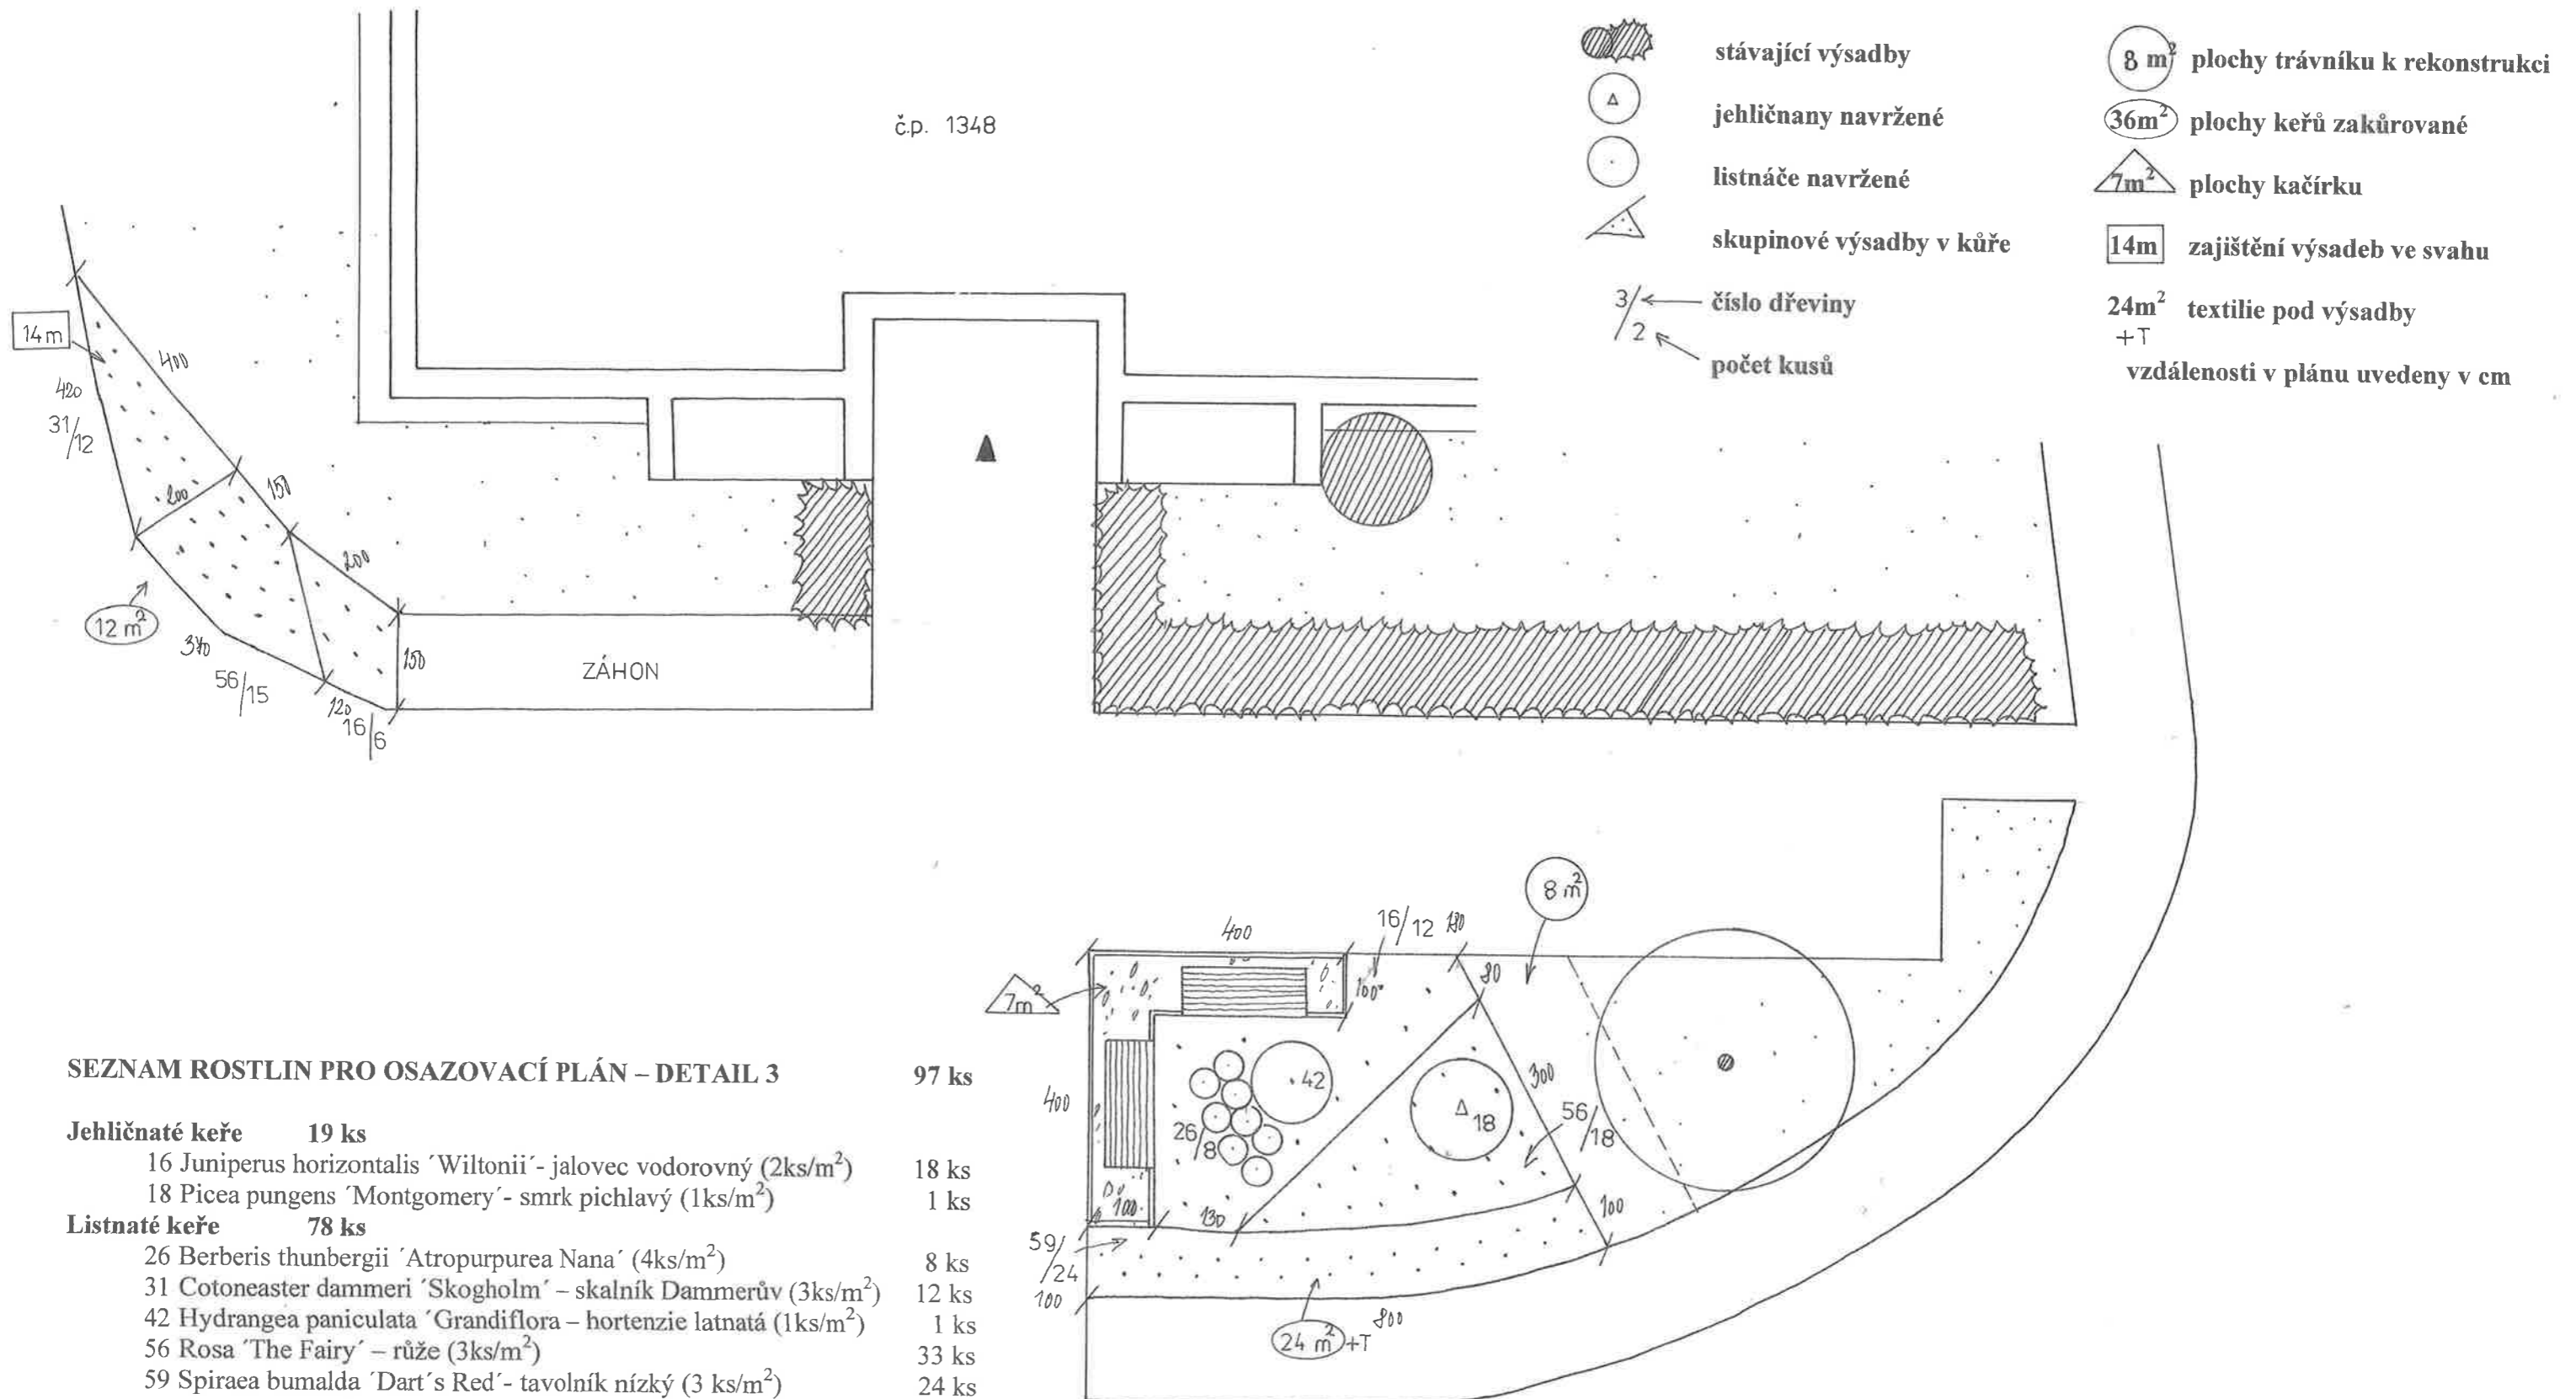 č.p. 1348
stávající výsadby
jehličnany navržené
listnáče navržené
skupinové výsadby v kůře
3/
číslo dřeviny
/2
počet kusů
8 m²
plochy trávníku k rekonstrukci
36m²
plochy keřů zakůrované
7m²
plochy kačírku
14m
zajištění výsadeb ve svahu
24m²
+T
textilie pod výsadby
vzdálenosti v plánu uvedeny v cm
14m
400
420
31/12
200
150
200
12 m²
56/15
120
16/6
150
ZÁHON
8 m²
400
16/12
80
100
7m²
400
42
26/8
18
300
56/18
100
130
100
59/24
100
24 m² +T
800
SEZNAM ROSTLIN PRO OSAZOVACÍ PLÁN – DETAIL 3 97 ks
Jehličnaté keře 19 ks
16 Juniperus horizontalis ´Wiltonii´- jalovec vodorovný (2ks/m²) 18 ks
18 Picea pungens ´Montgomery´- smrk pichlavý (1ks/m²) 1 ks
Listnaté keře 78 ks
26 Berberis thunbergii ´Atropurpurea Nana´ (4ks/m²) 8 ks
31 Cotoneaster dammeri ´Skogholm´ – skalník Dammerův (3ks/m²) 12 ks
42 Hydrangea paniculata ´Grandiflora – hortenzie latnatá (1ks/m²) 1 ks
56 Rosa ´The Fairy´ – růže (3ks/m²) 33 ks
59 Spiraea bumalda ´Dart´s Red´- tavolník nízký (3 ks/m²) 24 ks